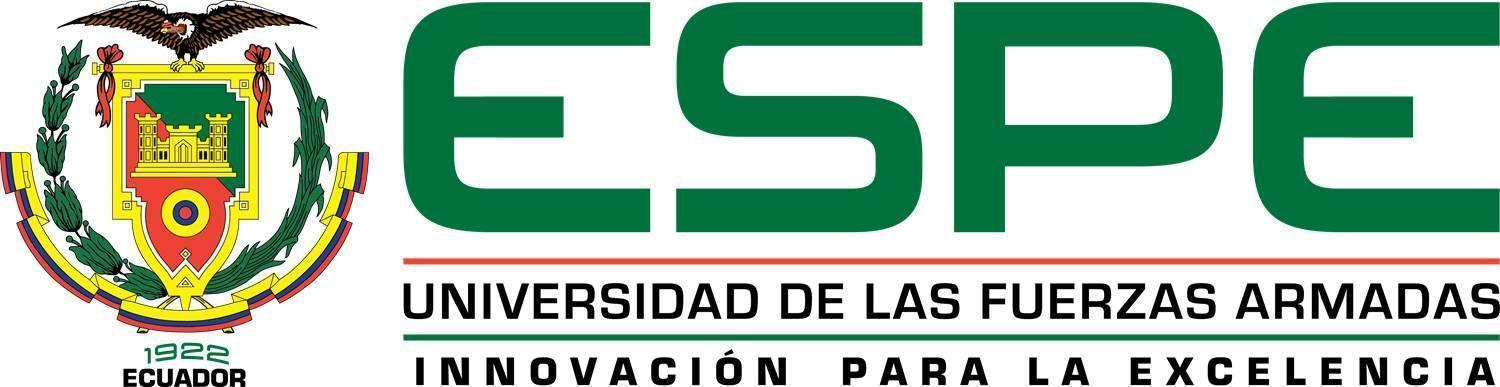 ESPE
UNIVERSIDAD DE LAS FUERZAS ARMADAS
INNOVACIÓN PARA LA EXCELENCIA
1922
ECUADOR